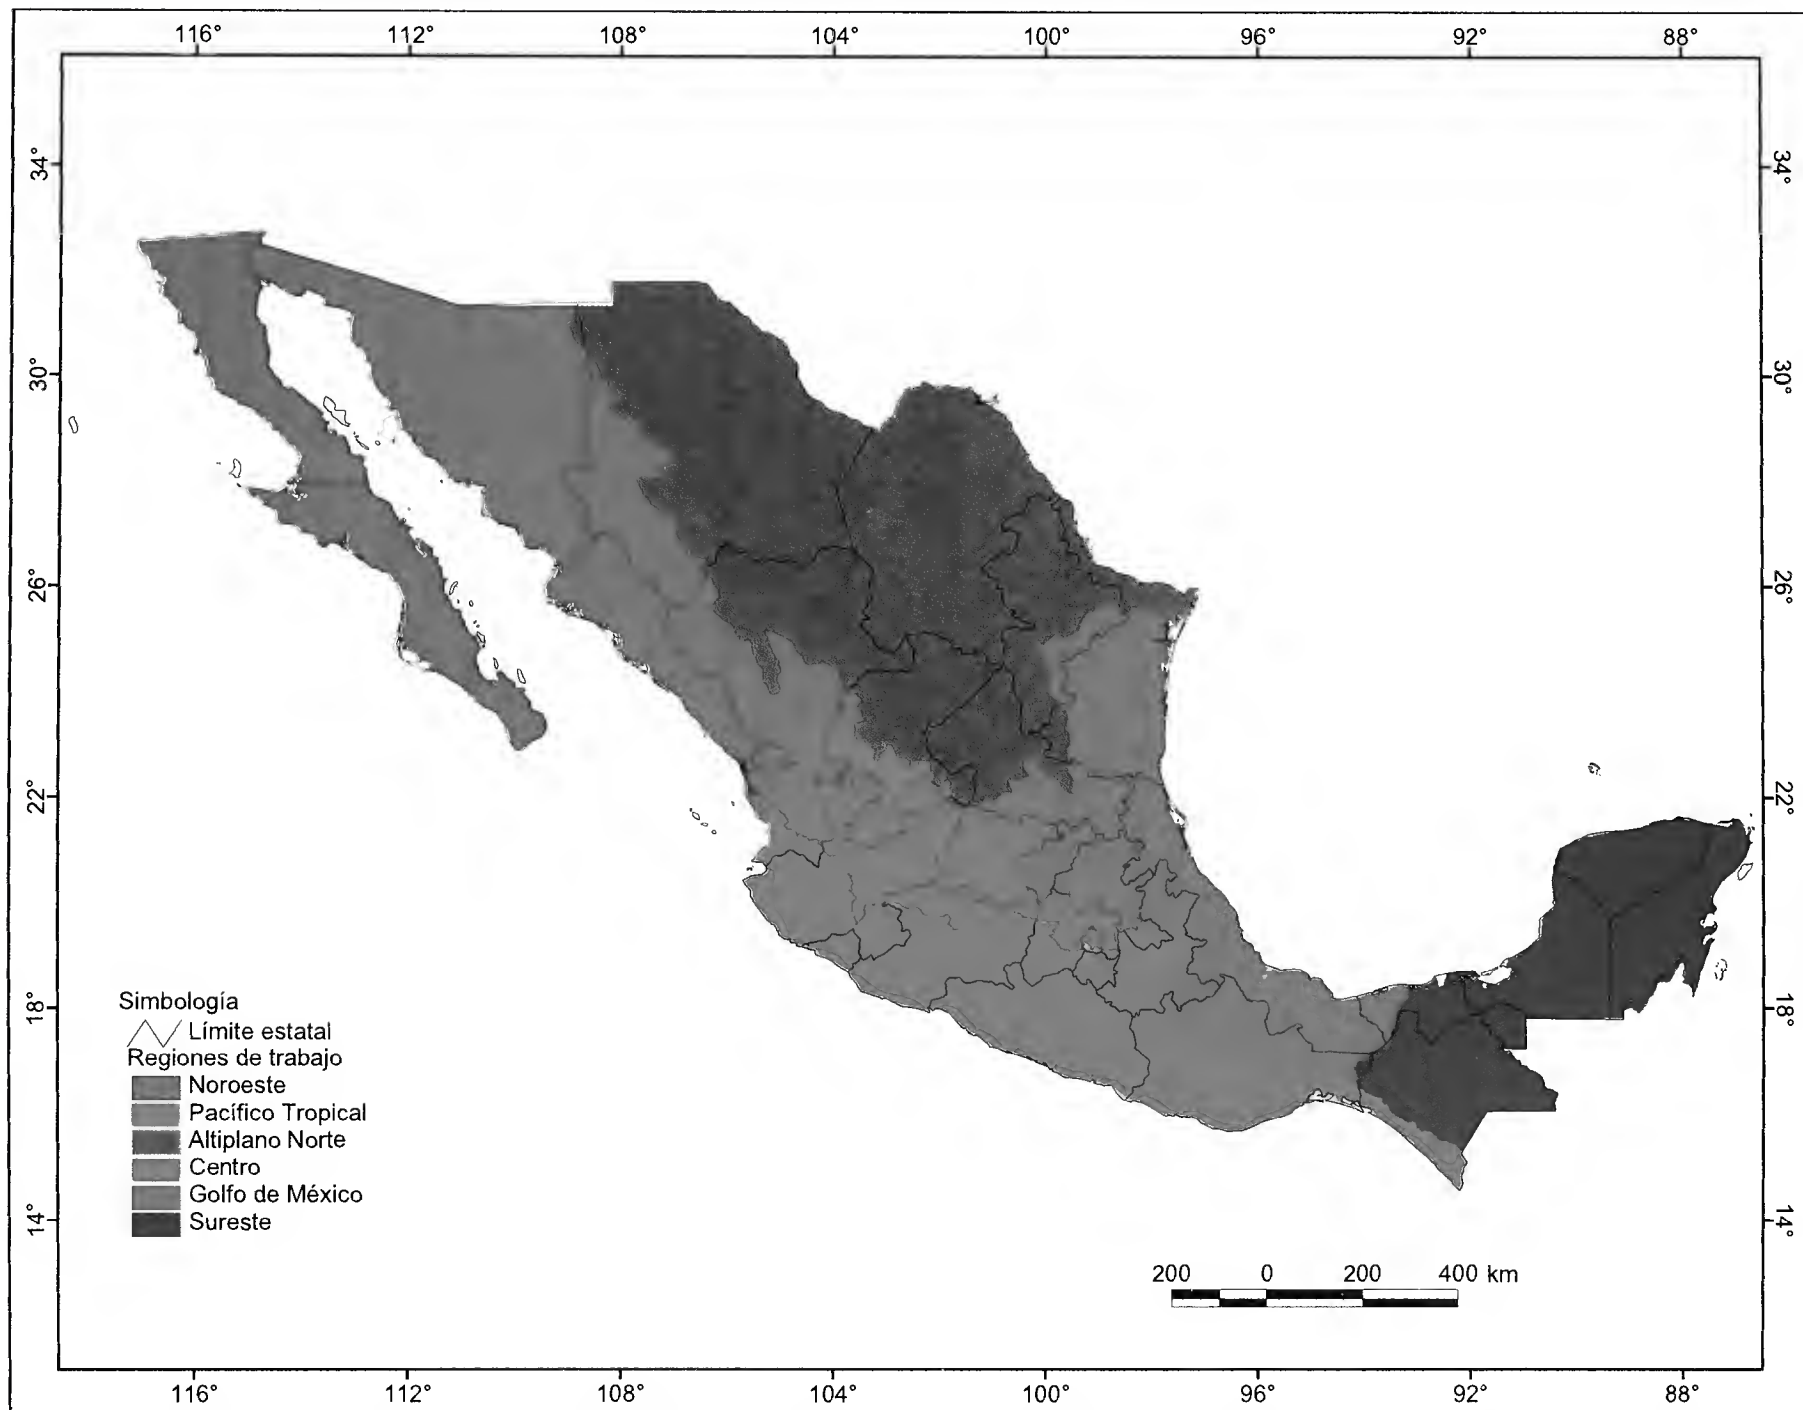 116° 112° 108° 104° 100° 96° 92° 88°
34° 34°
30° 30°
26° 26°
22° 22°
18° 18°
14° 14°
Simbología
Límite estatal
Regiones de trabajo
Noroeste
Pacífico Tropical
Altiplano Norte
Centro
Golfo de México
Sureste
200 0 200 400 km
116° 112° 108° 104° 100° 96° 92° 88°